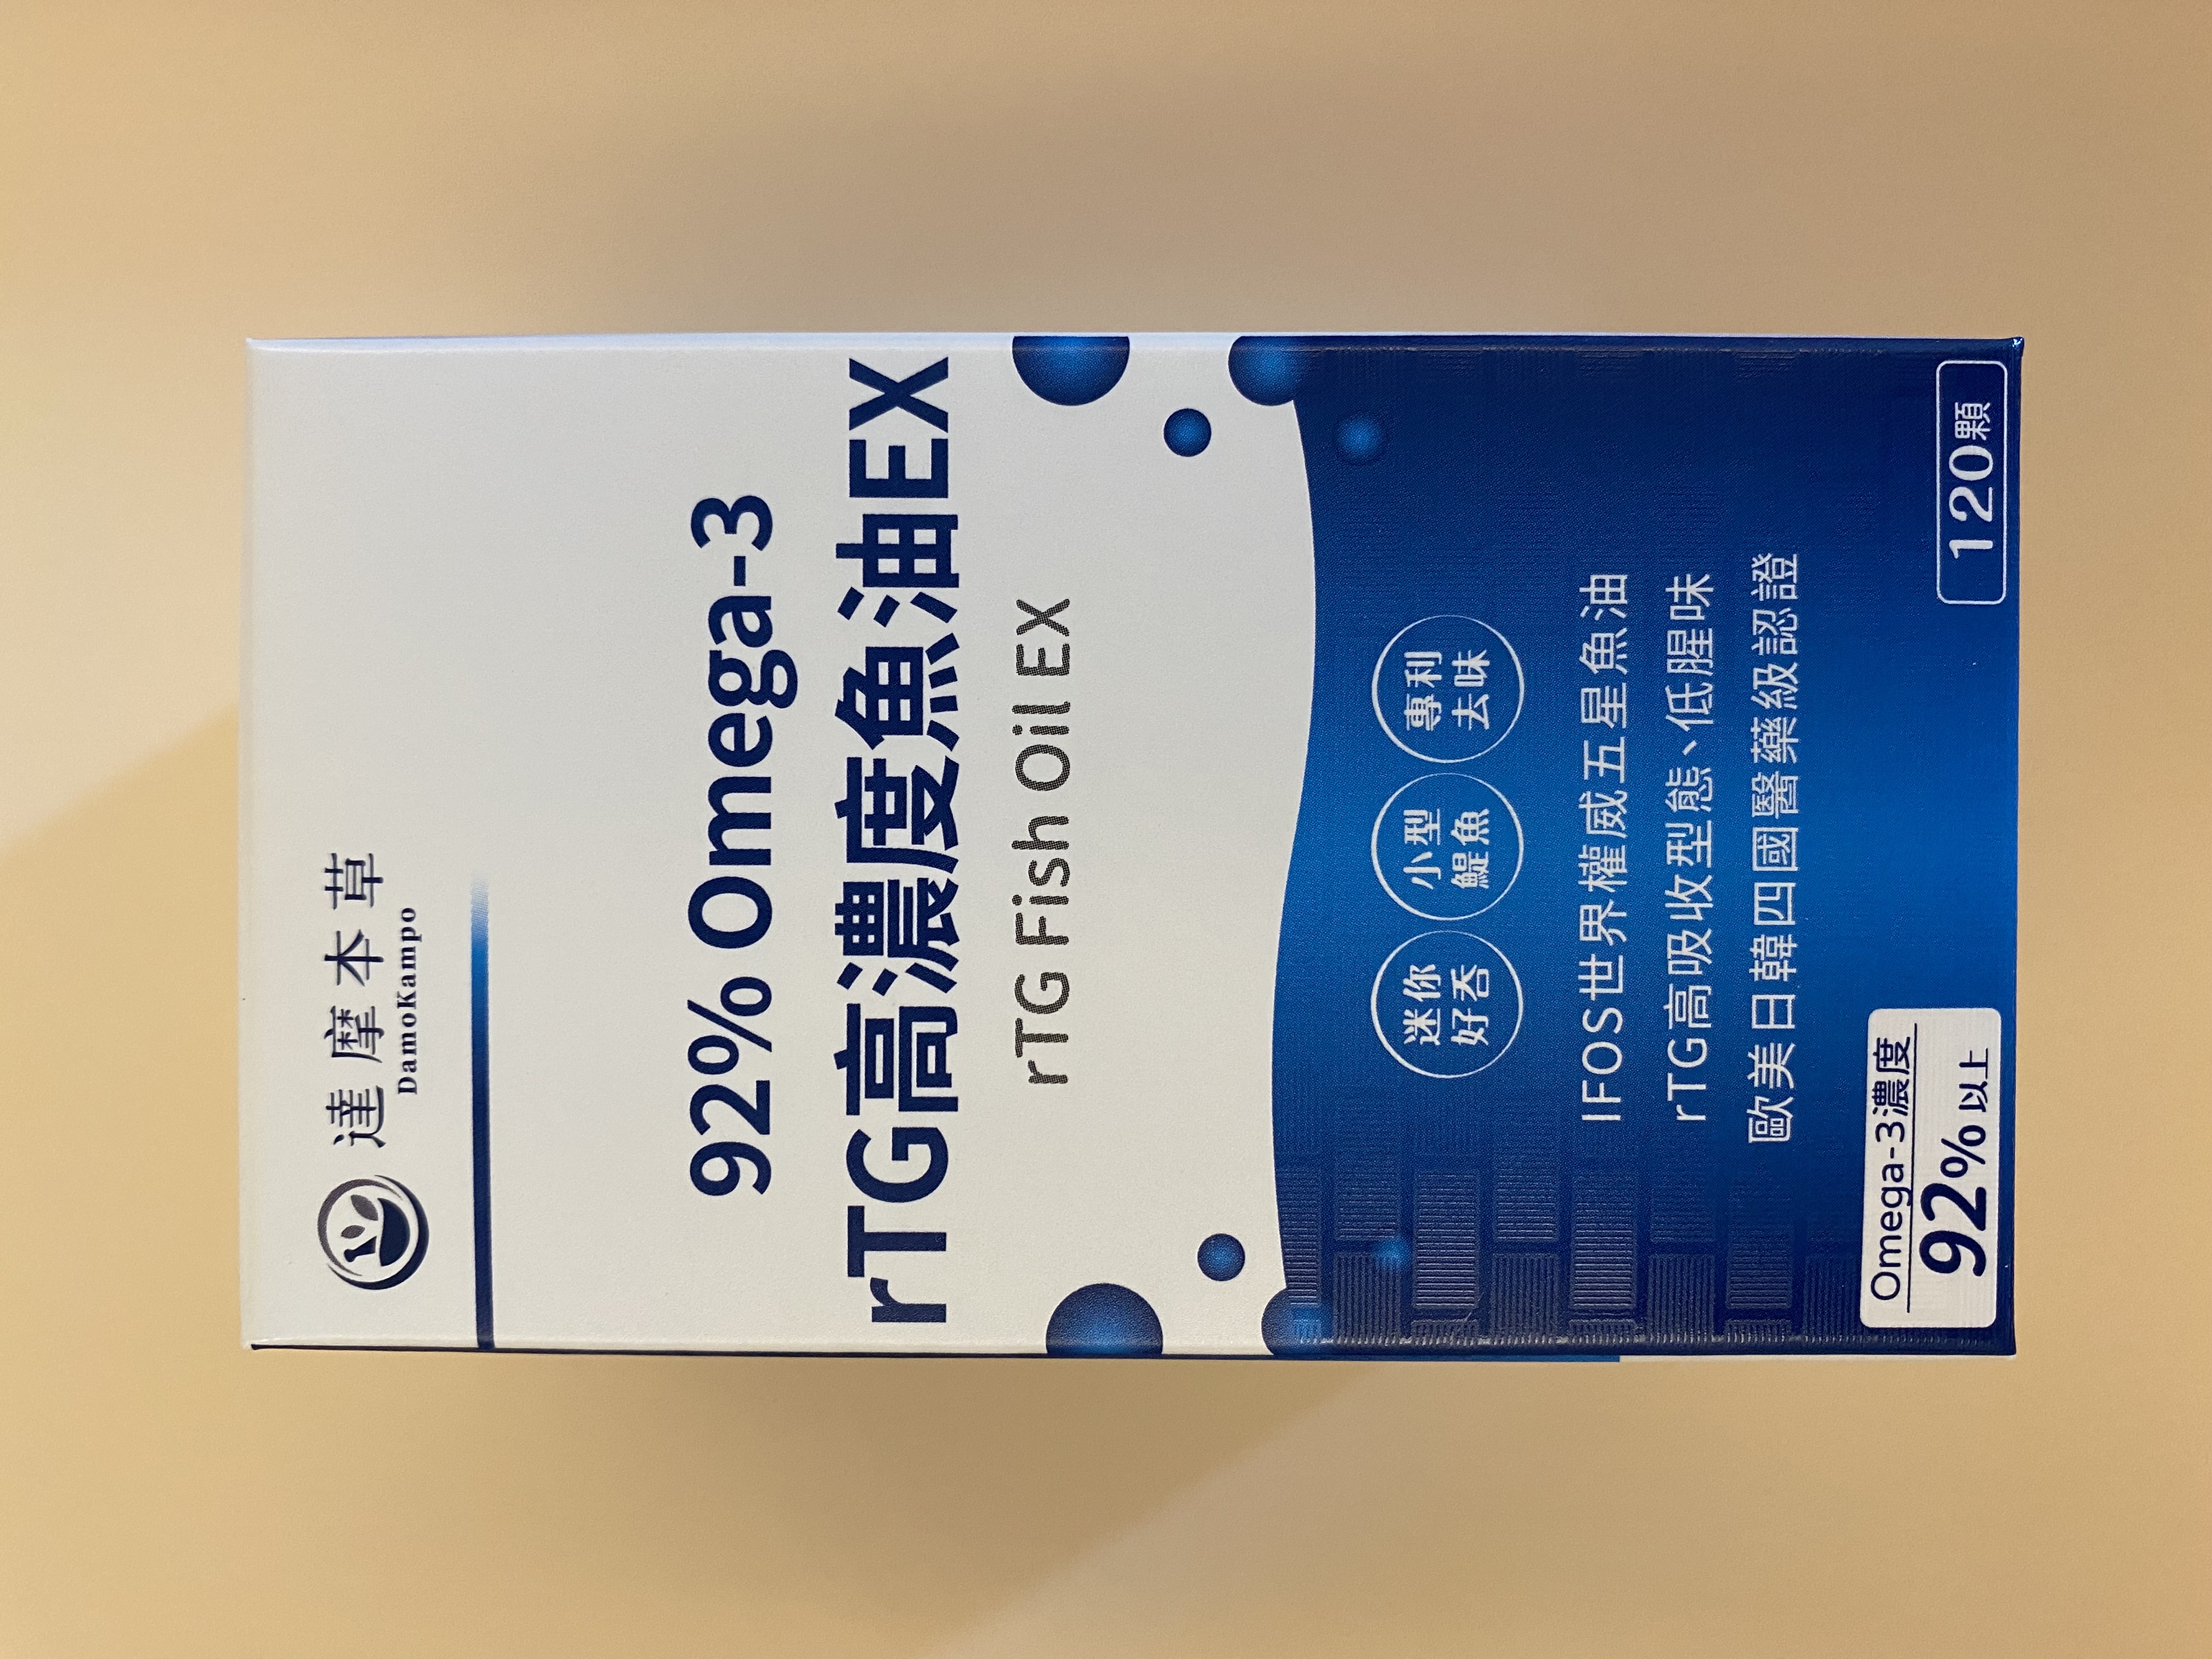 達摩本草
DamoKampo
92% Omega-3
rTG高濃度魚油EX
rTG Fish Oil EX
迷你
好吞
小型
鯷魚
專利
去味
IFOS世界權威五星魚油
rTG高吸收型態、低腥味
歐美日韓四國醫藥級認證
Omega-3濃度
92%以上
120顆